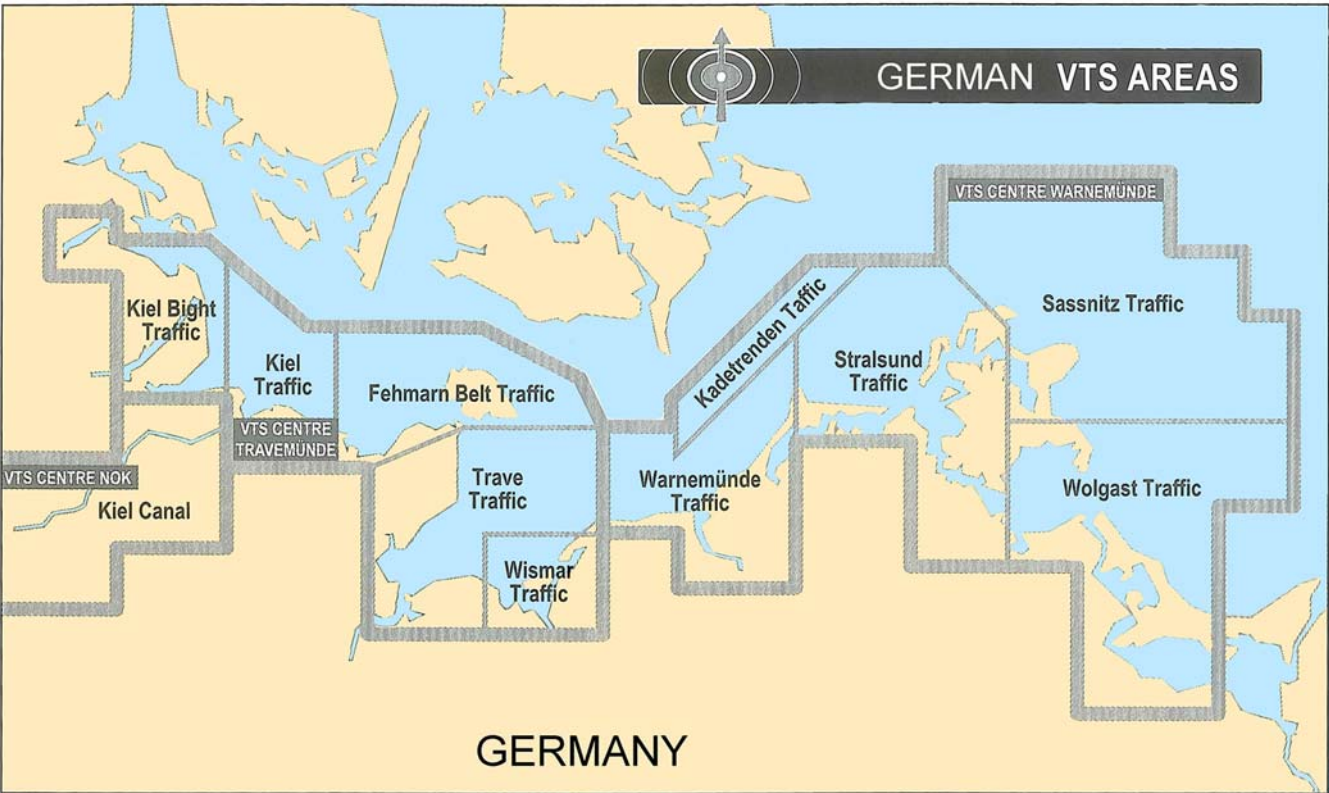 GERMAN VTS AREAS
VTS CENTRE WARNEMÜNDE
Kiel Bight
Traffic
Kiel
Traffic
Fehmarn Belt Traffic
Kadetrenden Taffic
Stralsund
Traffic
Sassnitz Traffic
VTS CENTRE
TRAVEMÜNDE
VTS CENTRE NOK
Kiel Canal
Trave
Traffic
Wismar
Traffic
Warnemünde
Traffic
Wolgast Traffic
GERMANY